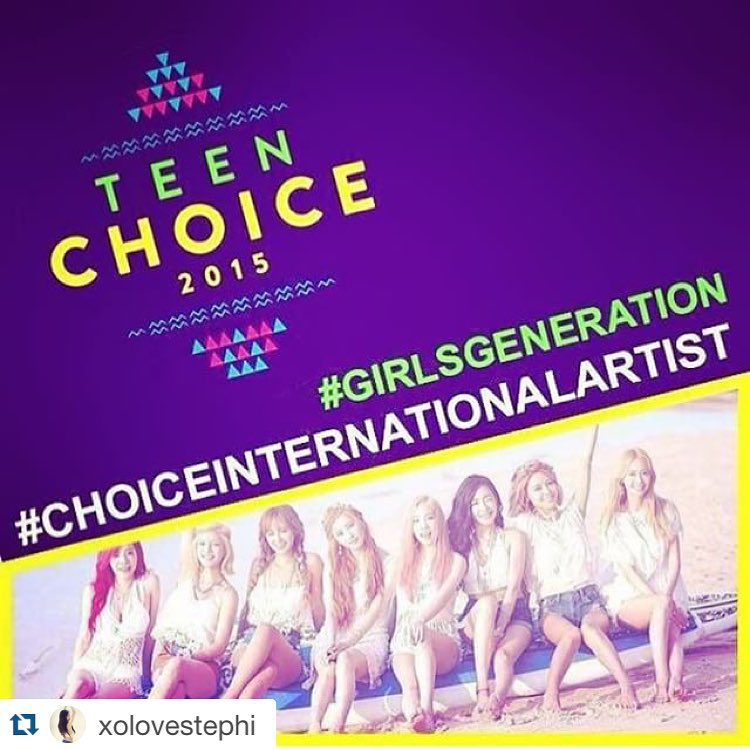 TEEN
CHOICE
2015
#GIRLSGENERATION
#CHOICEINTERNATIONALARTIST
xolovestephi